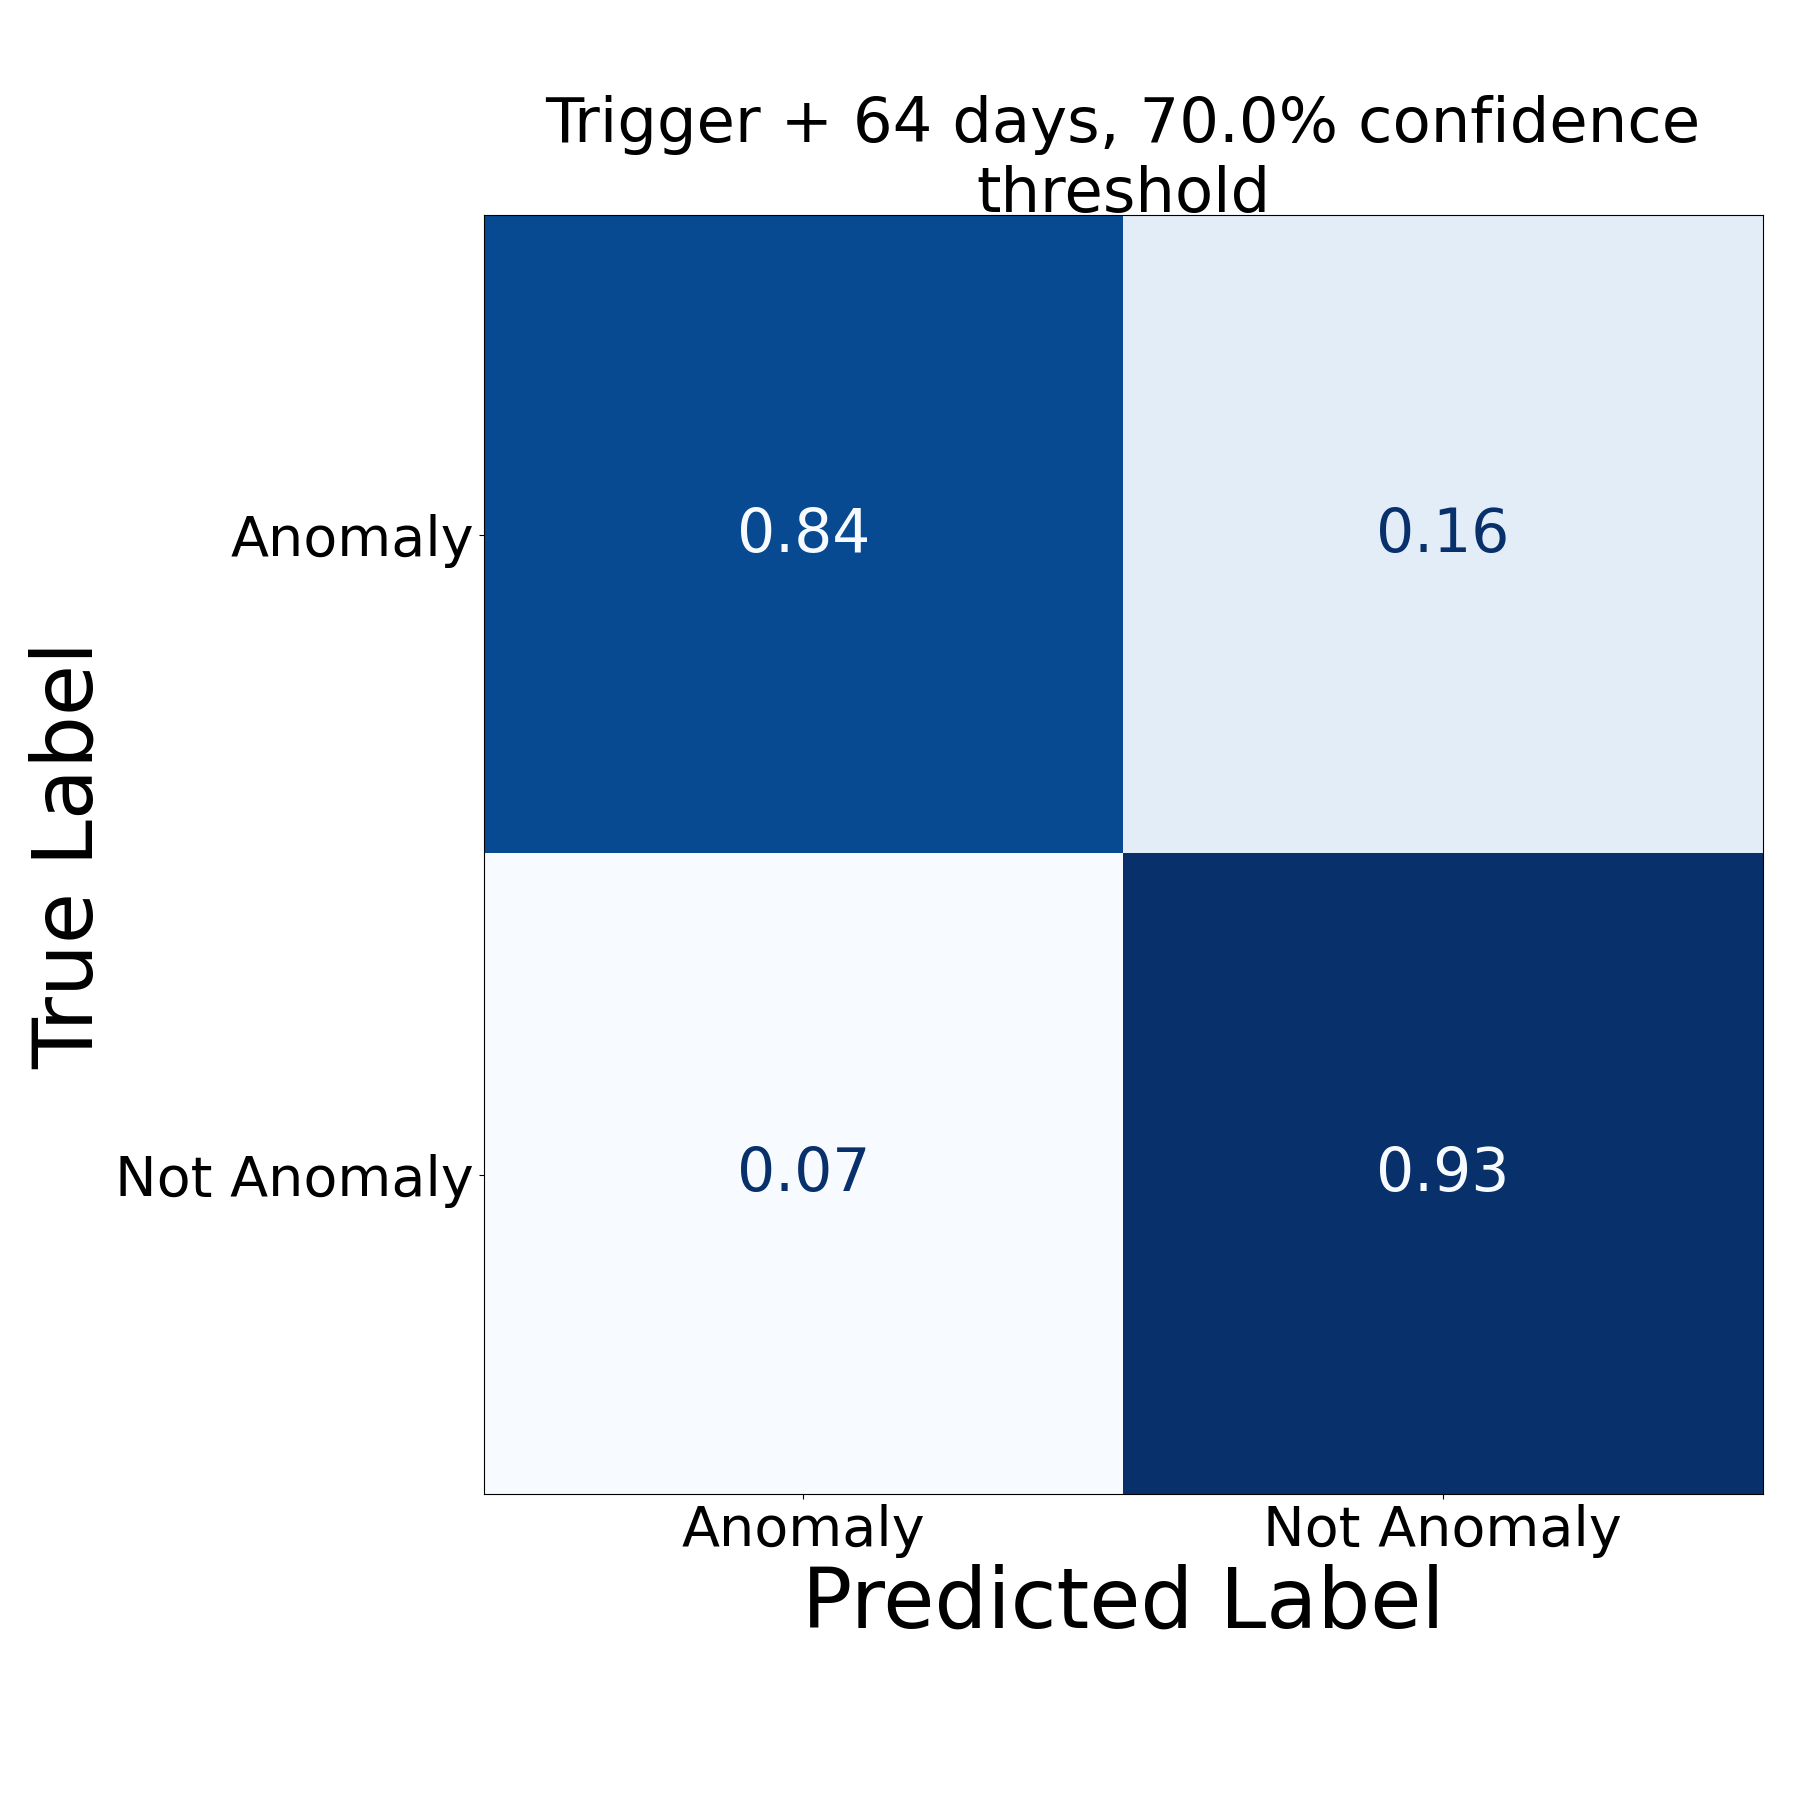 Trigger + 64 days, 70.0% confidence
threshold
True Label
Anomaly
0.84
0.16
Not Anomaly
0.07
0.93
Anomaly
Not Anomaly
Predicted Label